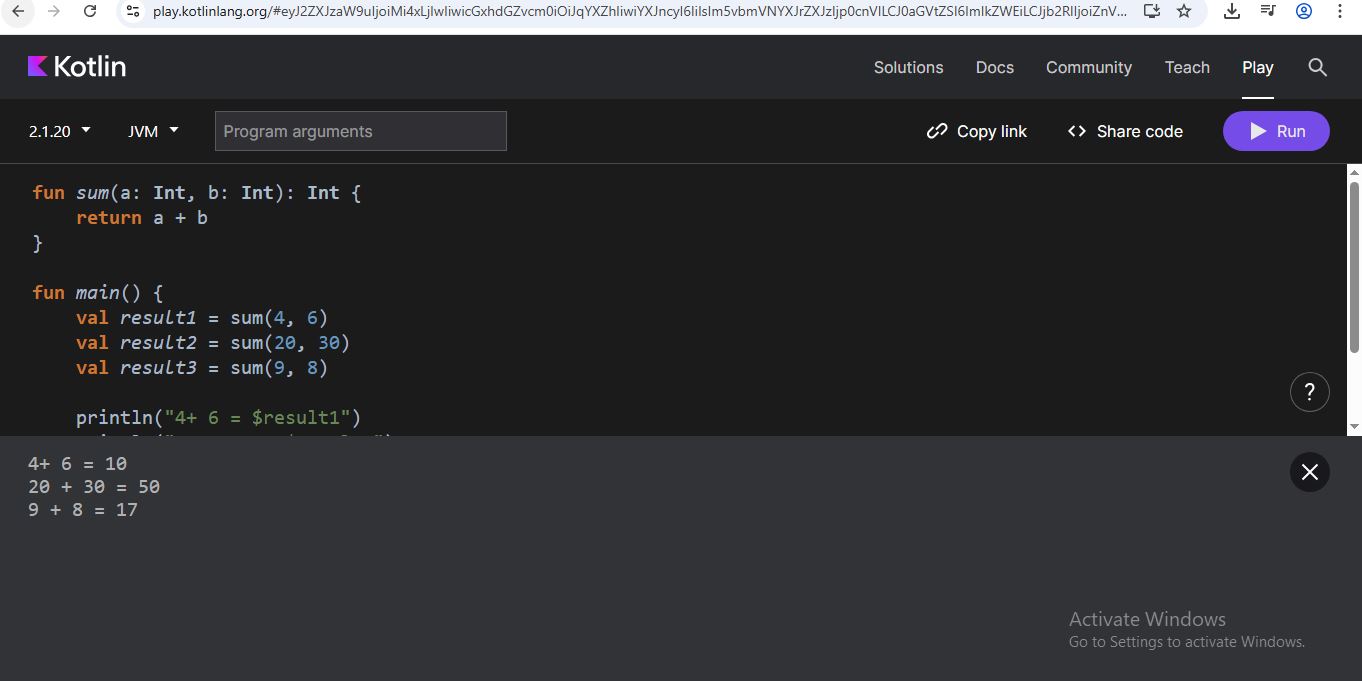 play.kotlinlang.org/#
Kotlin
Solutions Docs Community Teach Play
2.1.20 JVM Program arguments Copy link <> Share code Run
fun sum(a: Int, b: Int): Int {
    return a + b
}
fun main() {
    val result1 = sum(4, 6)
    val result2 = sum(20, 30)
    val result3 = sum(9, 8)
    println("4+ 6 = $result1")
?
4+ 6 = 10
20 + 30 = 50
9 + 8 = 17
Activate Windows
Go to Settings to activate Windows.